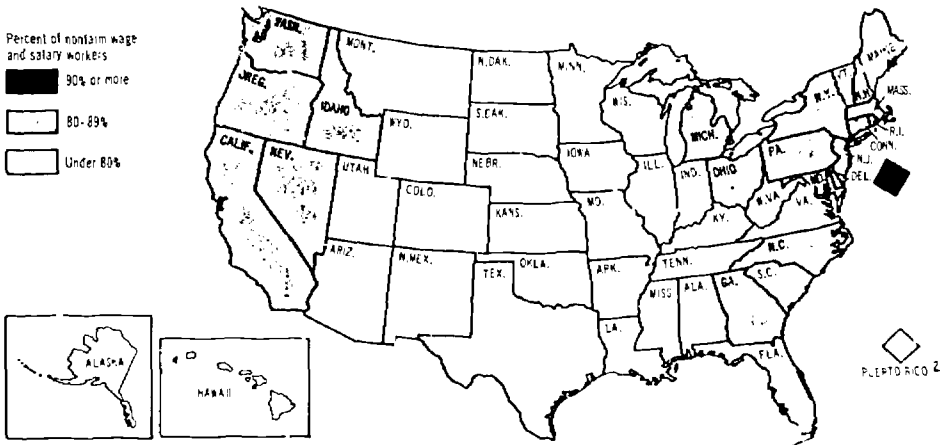 Percent of nonfarm wage
and salary workers
90% or more
80-89%
Under 80%
MONT.
N.DAK.
MINN.
MAINE
VT.
N.H.
MASS.
OREG.
IDAHO
WYO.
S.DAK.
WIS.
MICH.
N.Y.
R.I.
CONN.
N.J.
DEL.
PA.
MD.
CALIF.
NEV.
UTAH
COLO.
NEBR.
IOWA
ILL.
IND.
OHIO
W.VA.
VA.
KANS.
MO.
KY.
N.C.
ARIZ.
N.MEX.
TEX.
OKLA.
ARK.
TENN.
S.C.
MISS.
ALA.
GA.
LA.
FLA.
ALASKA
HAWAII
PUERTO RICO 2